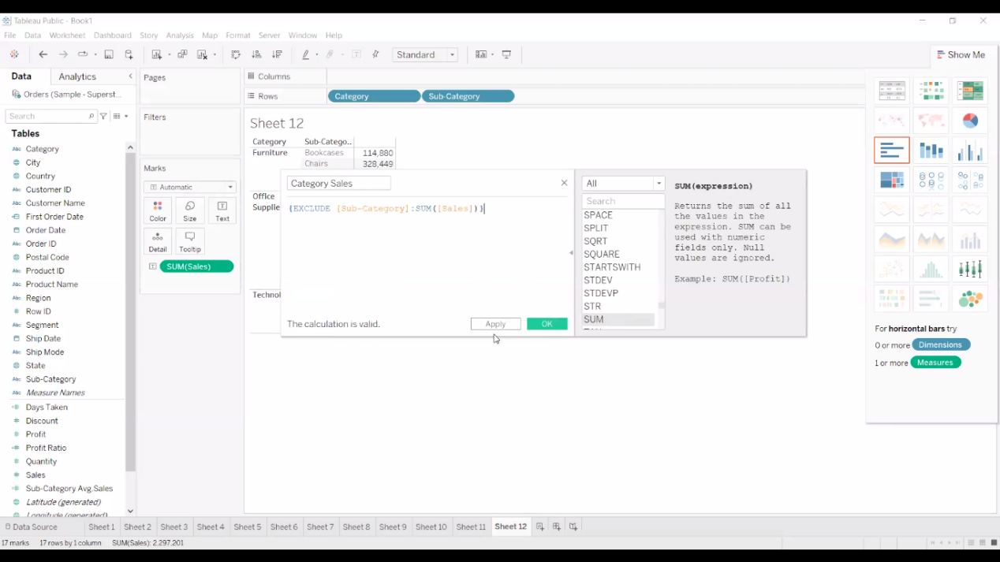 Tableau Public - Book1
File Data Worksheet Dashboard Story Analysis Map Format Server Window Help
Standard
Show Me
Data Analytics
Orders (Sample - Superst...
Search
Tables
Category
City
Country
Customer ID
Customer Name
First Order Date
Order Date
Order ID
Postal Code
Product ID
Product Name
Region
Row ID
Segment
Ship Date
Ship Mode
State
Sub-Category
Measure Names
Days Taken
Discount
Profit
Profit Ratio
Quantity
Sales
Sub-Category Avg.Sales
Latitude (generated)
Longitude (generated)
Pages
Filters
Marks
Automatic
Color Size Text
Detail Tooltip
SUM(Sales)
Columns
Rows Category Sub-Category
Sheet 12
Category Sub-Catego..
Furniture Bookcases 114,880
Chairs 328,449
Office
Supplie
Technol
Category Sales
{EXCLUDE [Sub-Category]:SUM([Sales])}
The calculation is valid.
Apply OK
All
Search
SPACE
SPLIT
SQRT
SQUARE
STARTSWITH
STDEV
STDEVP
STR
SUM
SUM(expression)
Returns the sum of all
the values in the
expression. SUM can be
used with numeric
fields only. Null
values are ignored.
Example: SUM([Profit])
For horizontal bars try
0 or more Dimensions
1 or more Measures
Data Source Sheet 1 Sheet 2 Sheet 3 Sheet 4 Sheet 5 Sheet 6 Sheet 7 Sheet 8 Sheet 9 Sheet 10 Sheet 11 Sheet 12
17 marks 17 rows by 1 column SUM(Sales): 2,297,201